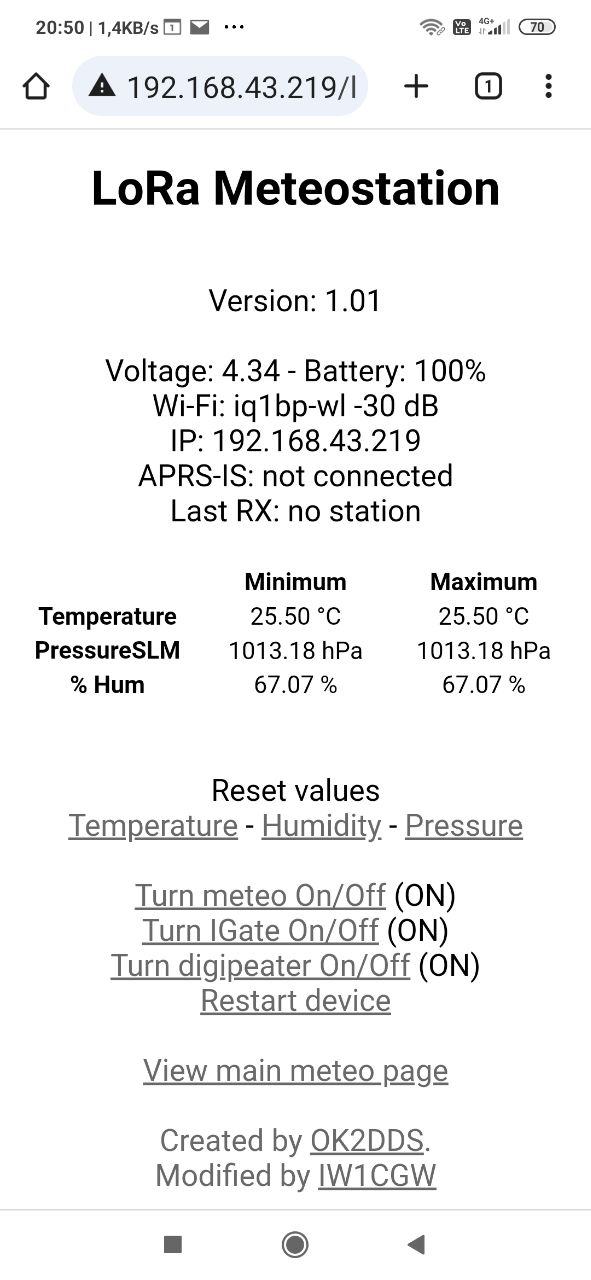 20:50 | 1,4KB/s 1 ...
Vo LTE 4G+ 70
192.168.43.219/l
1
LoRa Meteostation
Version: 1.01
Voltage: 4.34 - Battery: 100%
Wi-Fi: iq1bp-wl -30 dB
IP: 192.168.43.219
APRS-IS: not connected
Last RX: no station
Minimum Maximum
Temperature 25.50 °C 25.50 °C
PressureSLM 1013.18 hPa 1013.18 hPa
% Hum 67.07 % 67.07 %
Reset values
Temperature - Humidity - Pressure
Turn meteo On/Off (ON)
Turn IGate On/Off (ON)
Turn digipeater On/Off (ON)
Restart device
View main meteo page
Created by OK2DDS.
Modified by IW1CGW